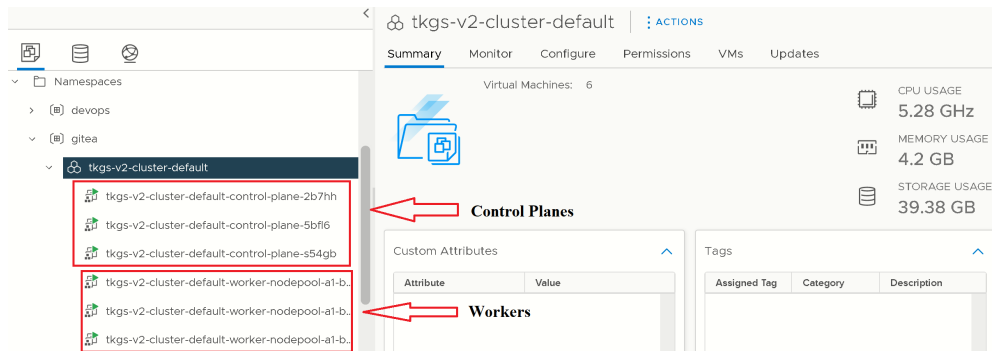 tkgs-v2-cluster-default
ACTIONS
Summary Monitor Configure Permissions VMs Updates
Namespaces
devops
gitea
tkgs-v2-cluster-default
tkgs-v2-cluster-default-control-plane-2b7hh
tkgs-v2-cluster-default-control-plane-5bfl6
tkgs-v2-cluster-default-control-plane-s54gb
tkgs-v2-cluster-default-worker-nodepool-a1-b...
tkgs-v2-cluster-default-worker-nodepool-a1-b...
tkgs-v2-cluster-default-worker-nodepool-a1-b...
Control Planes
Workers
Virtual Machines: 6
CPU USAGE
5.28 GHz
MEMORY USAGE
4.2 GB
STORAGE USAGE
39.38 GB
Custom Attributes
Attribute Value
Tags
Assigned Tag Category Description